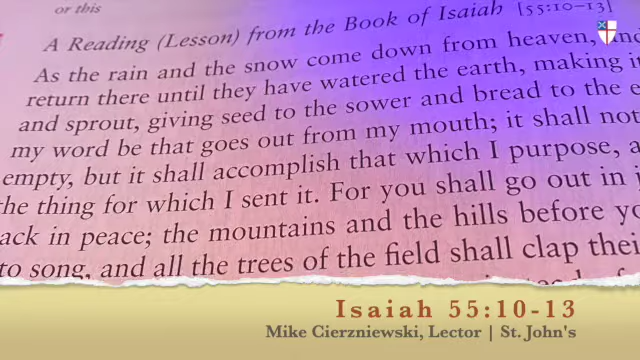 or this
A Reading (Lesson) from the Book of Isaiah [55:10–13]
As the rain and the snow come down from heaven, and
return there until they have watered the earth, making it
and sprout, giving seed to the sower and bread to the e
my word be that goes out from my mouth; it shall not
empty, but it shall accomplish that which I purpose, a
the thing for which I sent it. For you shall go out in j
ack in peace; the mountains and the hills before yo
to song, and all the trees of the field shall clap thei
Isaiah 55:10-13
Mike Cierzniewski, Lector | St. John's